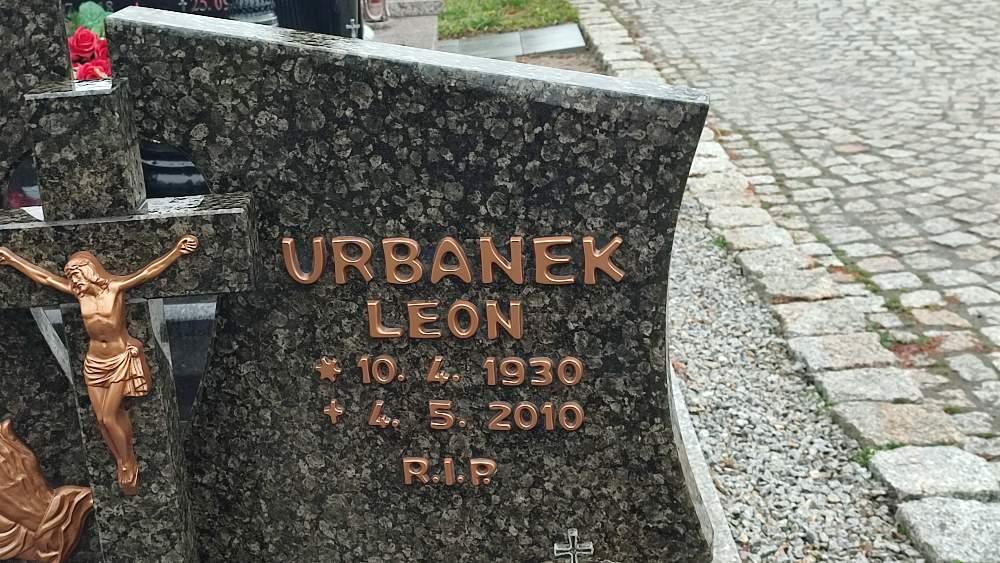 URBANEK
LEON
* 10. 4. 1930
+ 4. 5. 2010
R.I.P.